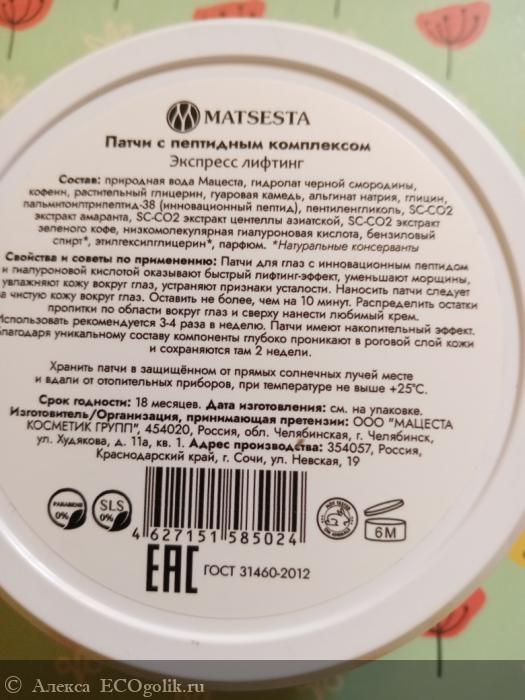 MATSESTA
Патчи с пептидным комплексом
Экспресс лифтинг
Состав: природная вода Мацеста, гидролат черной смородины,
кофеин, растительный глицерин, гуаровая камедь, альгинат натрия, глицин,
пальмитоилтрипептид-38 (инновационный пептид), пентиленгликоль, SC-CO2
экстракт амаранта, SC-CO2 экстракт центеллы азиатской, SC-CO2 экстракт
зеленого кофе, низкомолекулярная гиалуроновая кислота, бензиловый
спирт*, этилгексилглицерин*, парфюм. *Натуральные консерванты
Свойства и советы по применению: Патчи для глаз с инновационным пептидом
и гиалуроновой кислотой оказывают быстрый лифтинг-эффект, уменьшают морщины,
увлажняют кожу вокруг глаз, устраняют признаки усталости. Наносить патчи следует
на чистую кожу вокруг глаз. Оставить не более, чем на 10 минут. Распределить остатки
пропитки по области вокруг глаз и сверху нанести любимый крем.
Использовать рекомендуется 3-4 раза в неделю. Патчи имеют накопительный эффект.
благодаря уникальному составу компоненты глубоко проникают в роговой слой кожи
и сохраняются там 2 недели.
Хранить патчи в защищённом от прямых солнечных лучей месте
и вдали от отопительных приборов, при температуре не выше +25°С.
Срок годности: 18 месяцев. Дата изготовления: см. на упаковке.
Изготовитель/Организация, принимающая претензии: ООО "МАЦЕСТА
КОСМЕТИК ГРУПП", 454020, Россия, обл. Челябинская, г. Челябинск,
ул. Худякова, д. 11а, кв. 1. Адрес производства: 354057, Россия,
Краснодарский край, г. Сочи, ул. Невская, 19
PARABENS 0%
SLS 0%
4 627151 585024
6M
EAC
ГОСТ 31460-2012
© Алекса ECOgolik.ru